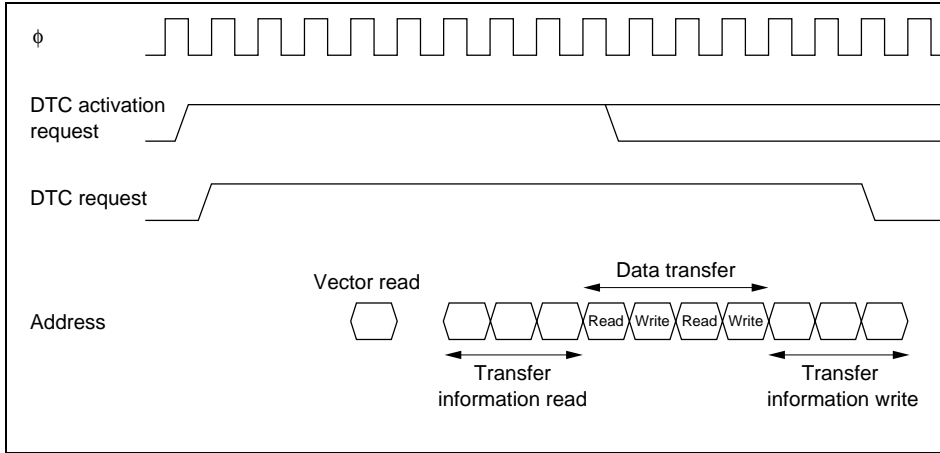 φ
DTC activation
request
DTC request
Vector read
Data transfer
Address
Read Write Read Write
Transfer
information read
Transfer
information write